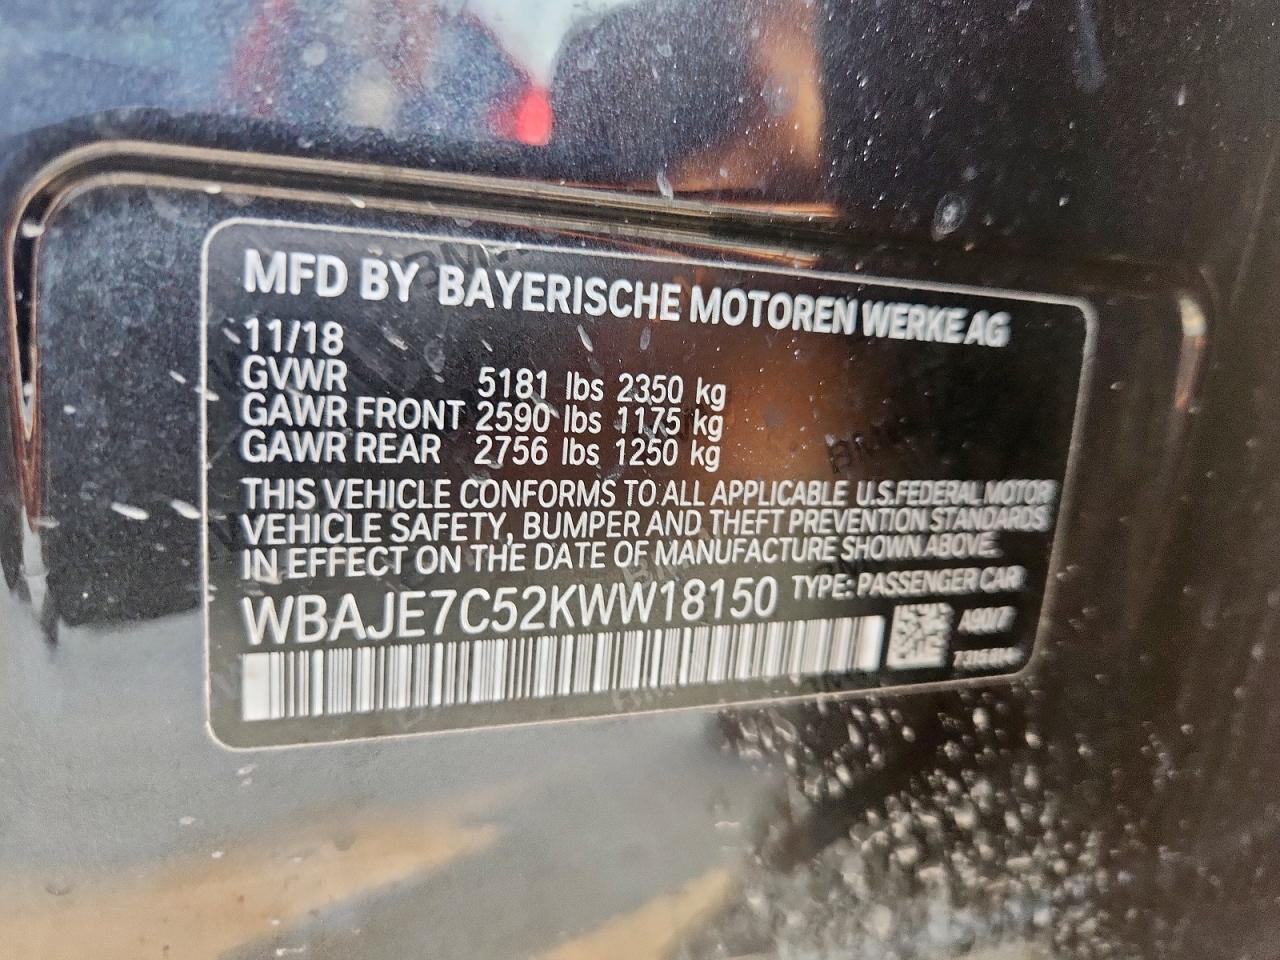 MFD BY BAYERISCHE MOTOREN WERKE AG
11/18
GVWR 5181 lbs 2350 kg
GAWR FRONT 2590 lbs 1175 kg
GAWR REAR 2756 lbs 1250 kg
THIS VEHICLE CONFORMS TO ALL APPLICABLE U.S.FEDERAL MOTOR
VEHICLE SAFETY, BUMPER AND THEFT PREVENTION STANDARDS
IN EFFECT ON THE DATE OF MANUFACTURE SHOWN ABOVE.
WBAJE7C52KWW18150 TYPE: PASSENGER CAR